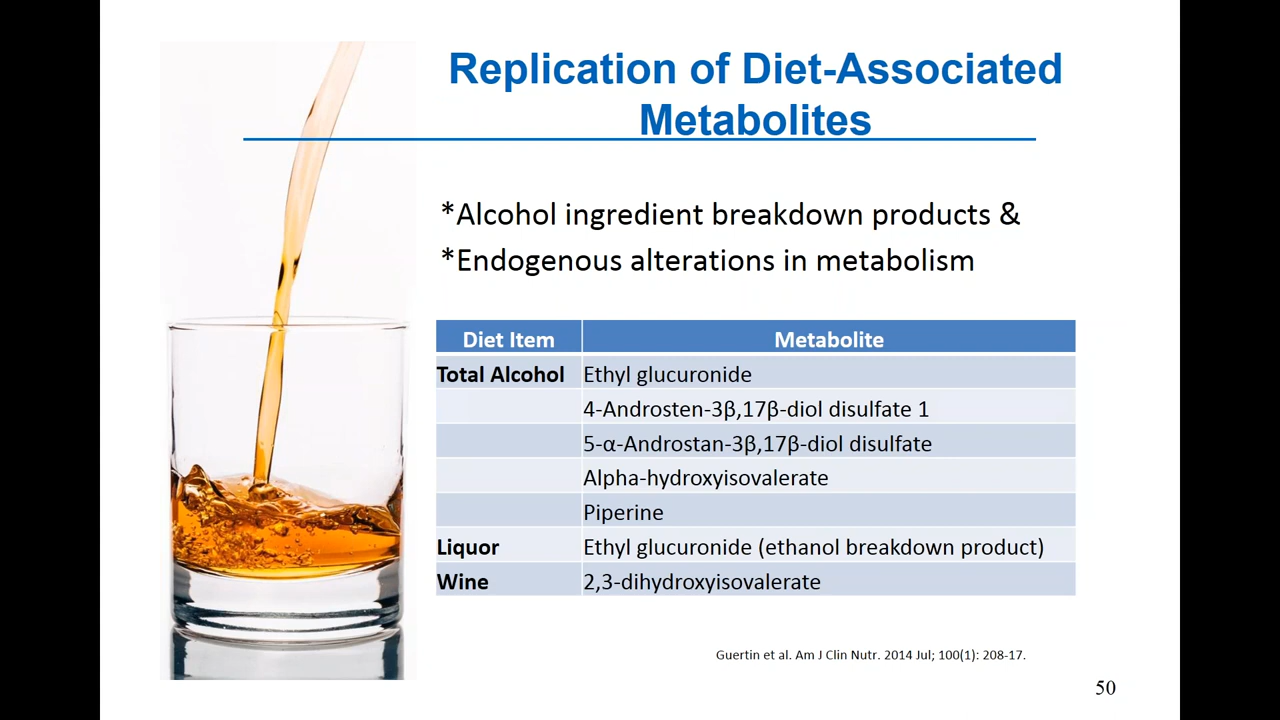 Replication of Diet-Associated
Metabolites
*Alcohol ingredient breakdown products &
*Endogenous alterations in metabolism
Diet Item Metabolite
Total Alcohol Ethyl glucuronide
4-Androsten-3β,17β-diol disulfate 1
5-α-Androstan-3β,17β-diol disulfate
Alpha-hydroxyisovalerate
Piperine
Liquor Ethyl glucuronide (ethanol breakdown product)
Wine 2,3-dihydroxyisovalerate
Guertin et al. Am J Clin Nutr. 2014 Jul; 100(1): 208-17.
50